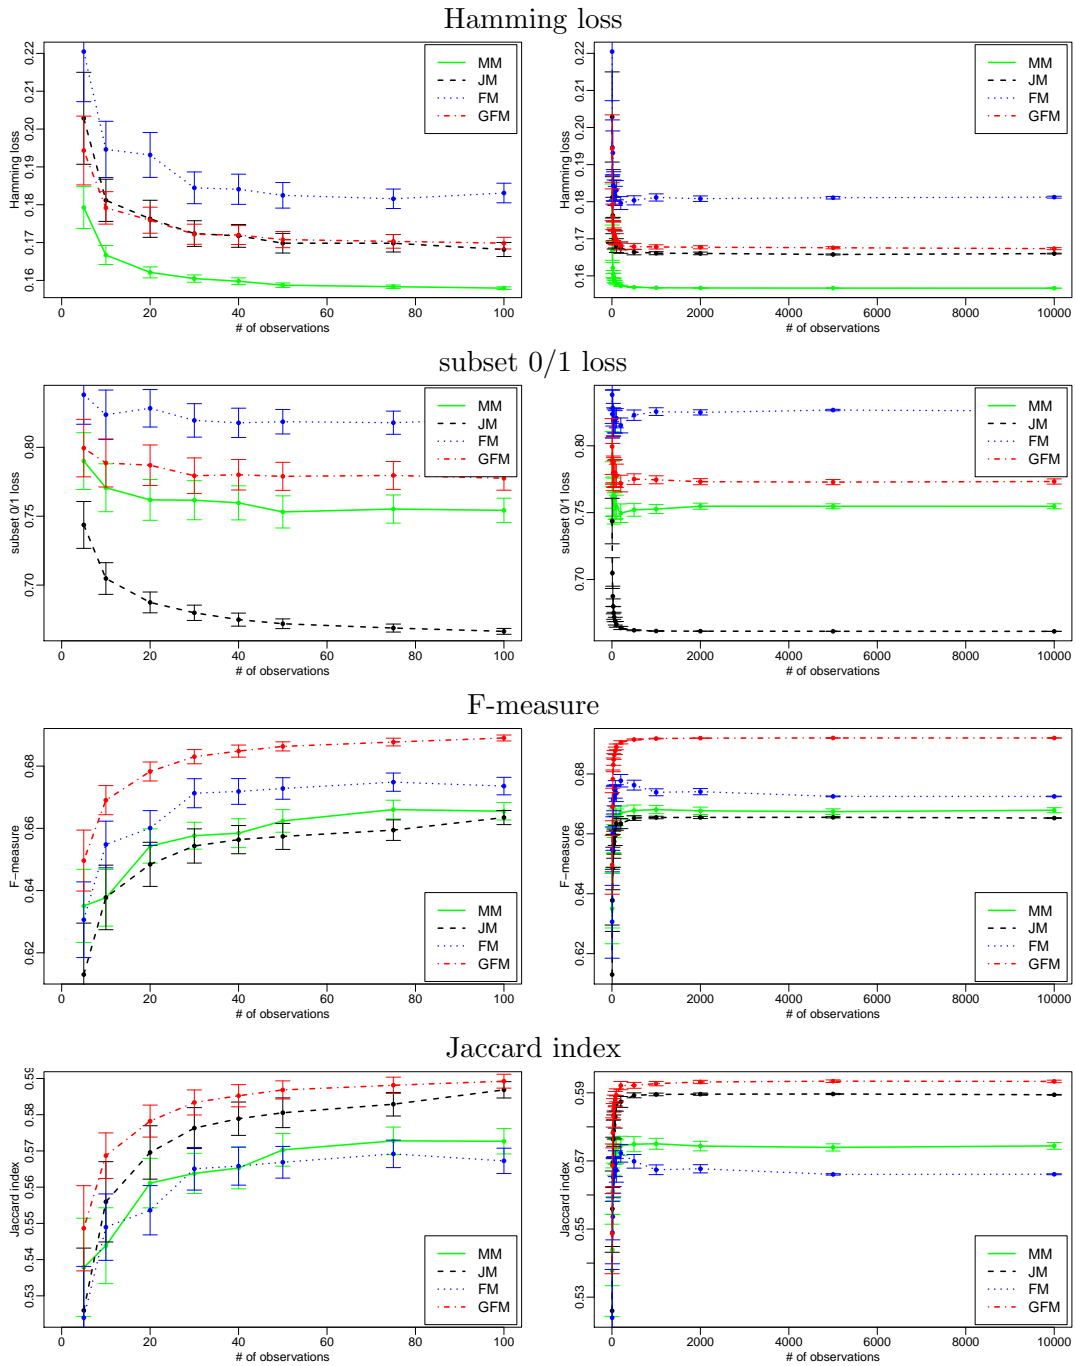 Hamming loss
0.16 0.17 0.18 0.19 0.20 0.21 0.22
Hamming loss
MM
JM
FM
GFM
0 20 40 60 80 100
# of observations
0.16 0.17 0.18 0.19 0.20 0.21 0.22
Hamming loss
MM
JM
FM
GFM
0 2000 4000 6000 8000 10000
# of observations
subset 0/1 loss
0.70 0.75 0.80
subset 0/1 loss
MM
JM
FM
GFM
0 20 40 60 80 100
# of observations
0.70 0.75 0.80
subset 0/1 loss
MM
JM
FM
GFM
0 2000 4000 6000 8000 10000
# of observations
F-measure
0.62 0.64 0.66 0.68
F−measure
MM
JM
FM
GFM
0 20 40 60 80 100
# of observations
0.62 0.64 0.66 0.68
F−measure
MM
JM
FM
GFM
0 2000 4000 6000 8000 10000
# of observations
Jaccard index
0.53 0.54 0.55 0.56 0.57 0.58 0.59
Jaccard index
MM
JM
FM
GFM
0 20 40 60 80 100
# of observations
0.53 0.55 0.57 0.59
Jaccard index
MM
JM
FM
GFM
0 2000 4000 6000 8000 10000
# of observations